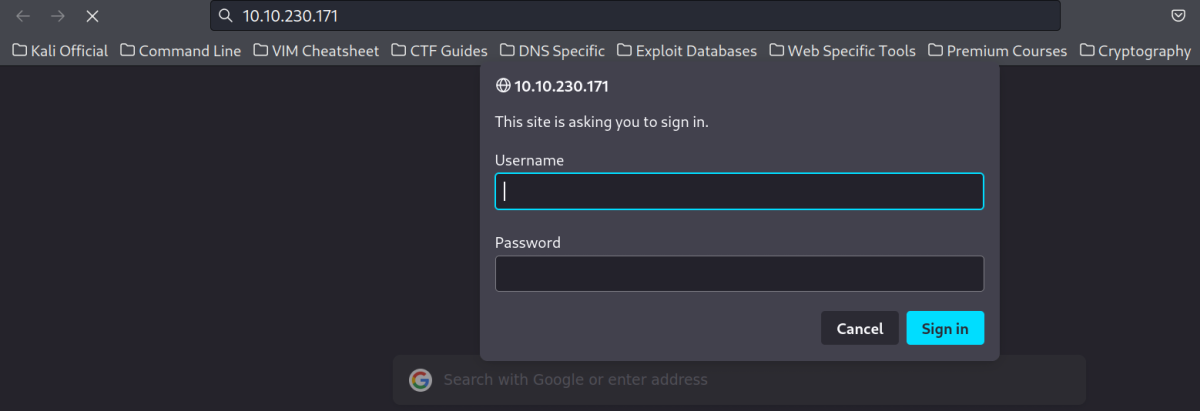 10.10.230.171
Kali Official Command Line VIM Cheatsheet CTF Guides DNS Specific Exploit Databases Web Specific Tools Premium Courses Cryptography
10.10.230.171
This site is asking you to sign in.
Username
Password
Cancel Sign in
Search with Google or enter address